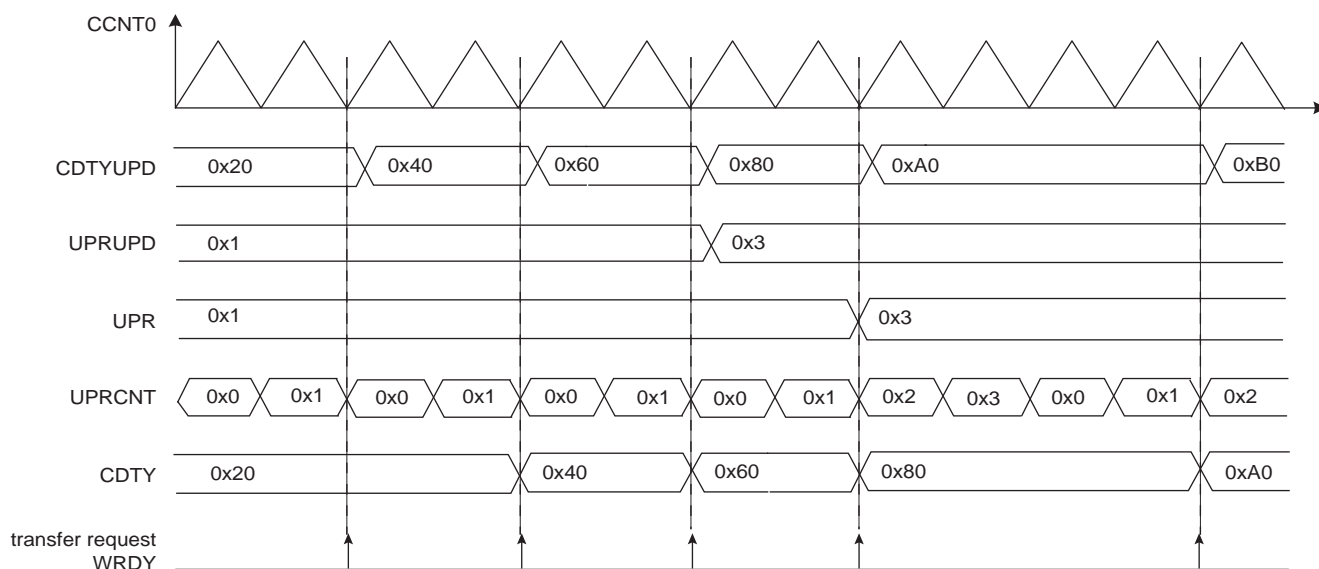 CCNT0
CDTYUPD 0x20 0x40 0x60 0x80 0xA0 0xB0
UPRUPD 0x1 0x3
UPR 0x1 0x3
UPRCNT 0x0 0x1 0x0 0x1 0x0 0x1 0x0 0x1 0x2 0x3 0x0 0x1 0x2
CDTY 0x20 0x40 0x60 0x80 0xA0
transfer request
WRDY